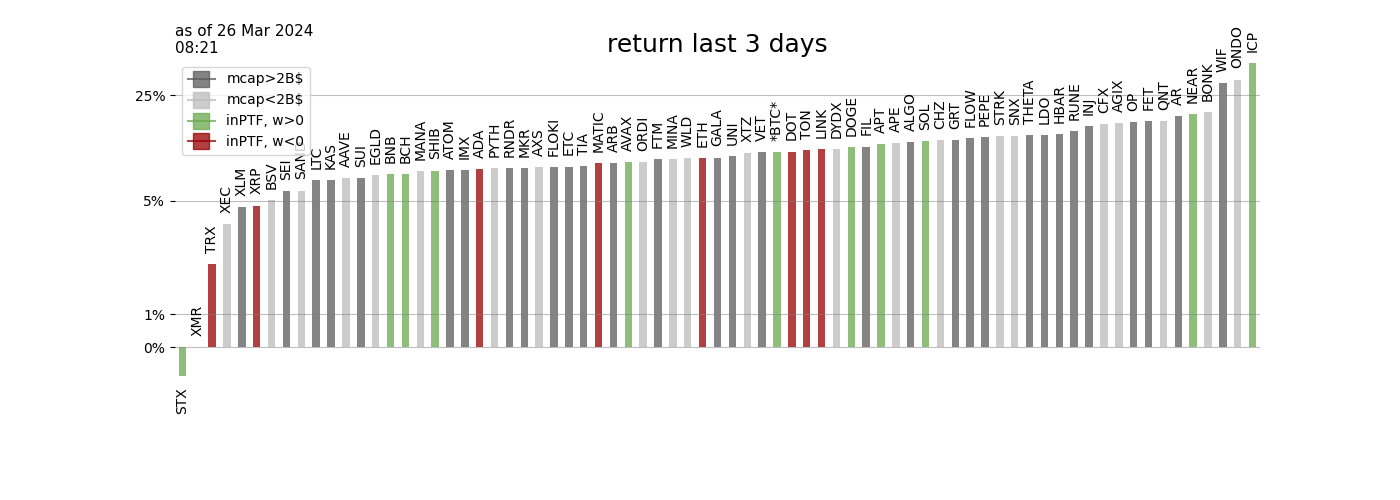 as of 26 Mar 2024
08:21
return last 3 days
mcap>2B$
mcap<2B$
inPTF, w>0
inPTF, w<0
25%
5%
1%
0%
STX
XMR
TRX
XEC
XLM
XRP
BSV
SEI
SAND
LTC
KAS
AAVE
SUI
EGLD
BNB
BCH
MANA
SHIB
ATOM
IMX
ADA
PYTH
RNDR
MKR
AXS
FLOKI
ETC
TIA
MATIC
ARB
AVAX
ORDI
FTM
MINA
WLD
ETH
GALA
UNI
XTZ
VET
*BTC*
DOT
TON
LINK
DYDX
DOGE
FIL
APT
APE
ALGO
SOL
CHZ
GRT
FLOW
PEPE
STRK
SNX
THETA
LDO
HBAR
RUNE
INJ
CFX
AGIX
OP
FET
QNT
AR
NEAR
BONK
WIF
ONDO
ICP